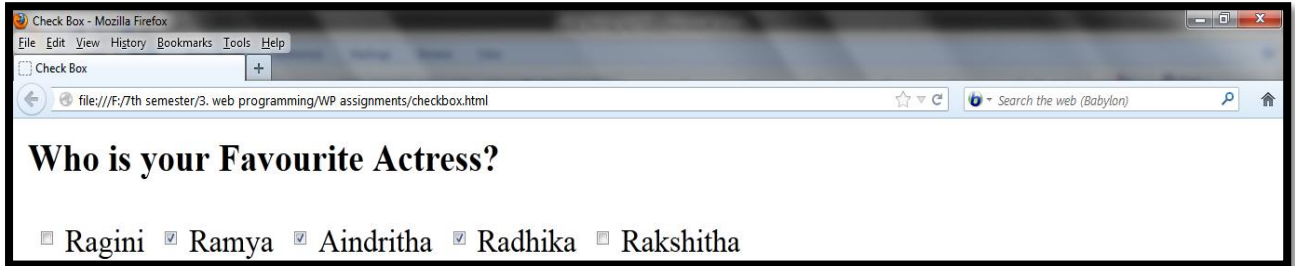 Check Box - Mozilla Firefox
File Edit View History Bookmarks Tools Help
Check Box +
file:///F:/7th semester/3. web programming/WP assignments/checkbox.html Search the web (Babylon)
Who is your Favourite Actress?
Ragini Ramya Aindritha Radhika Rakshitha